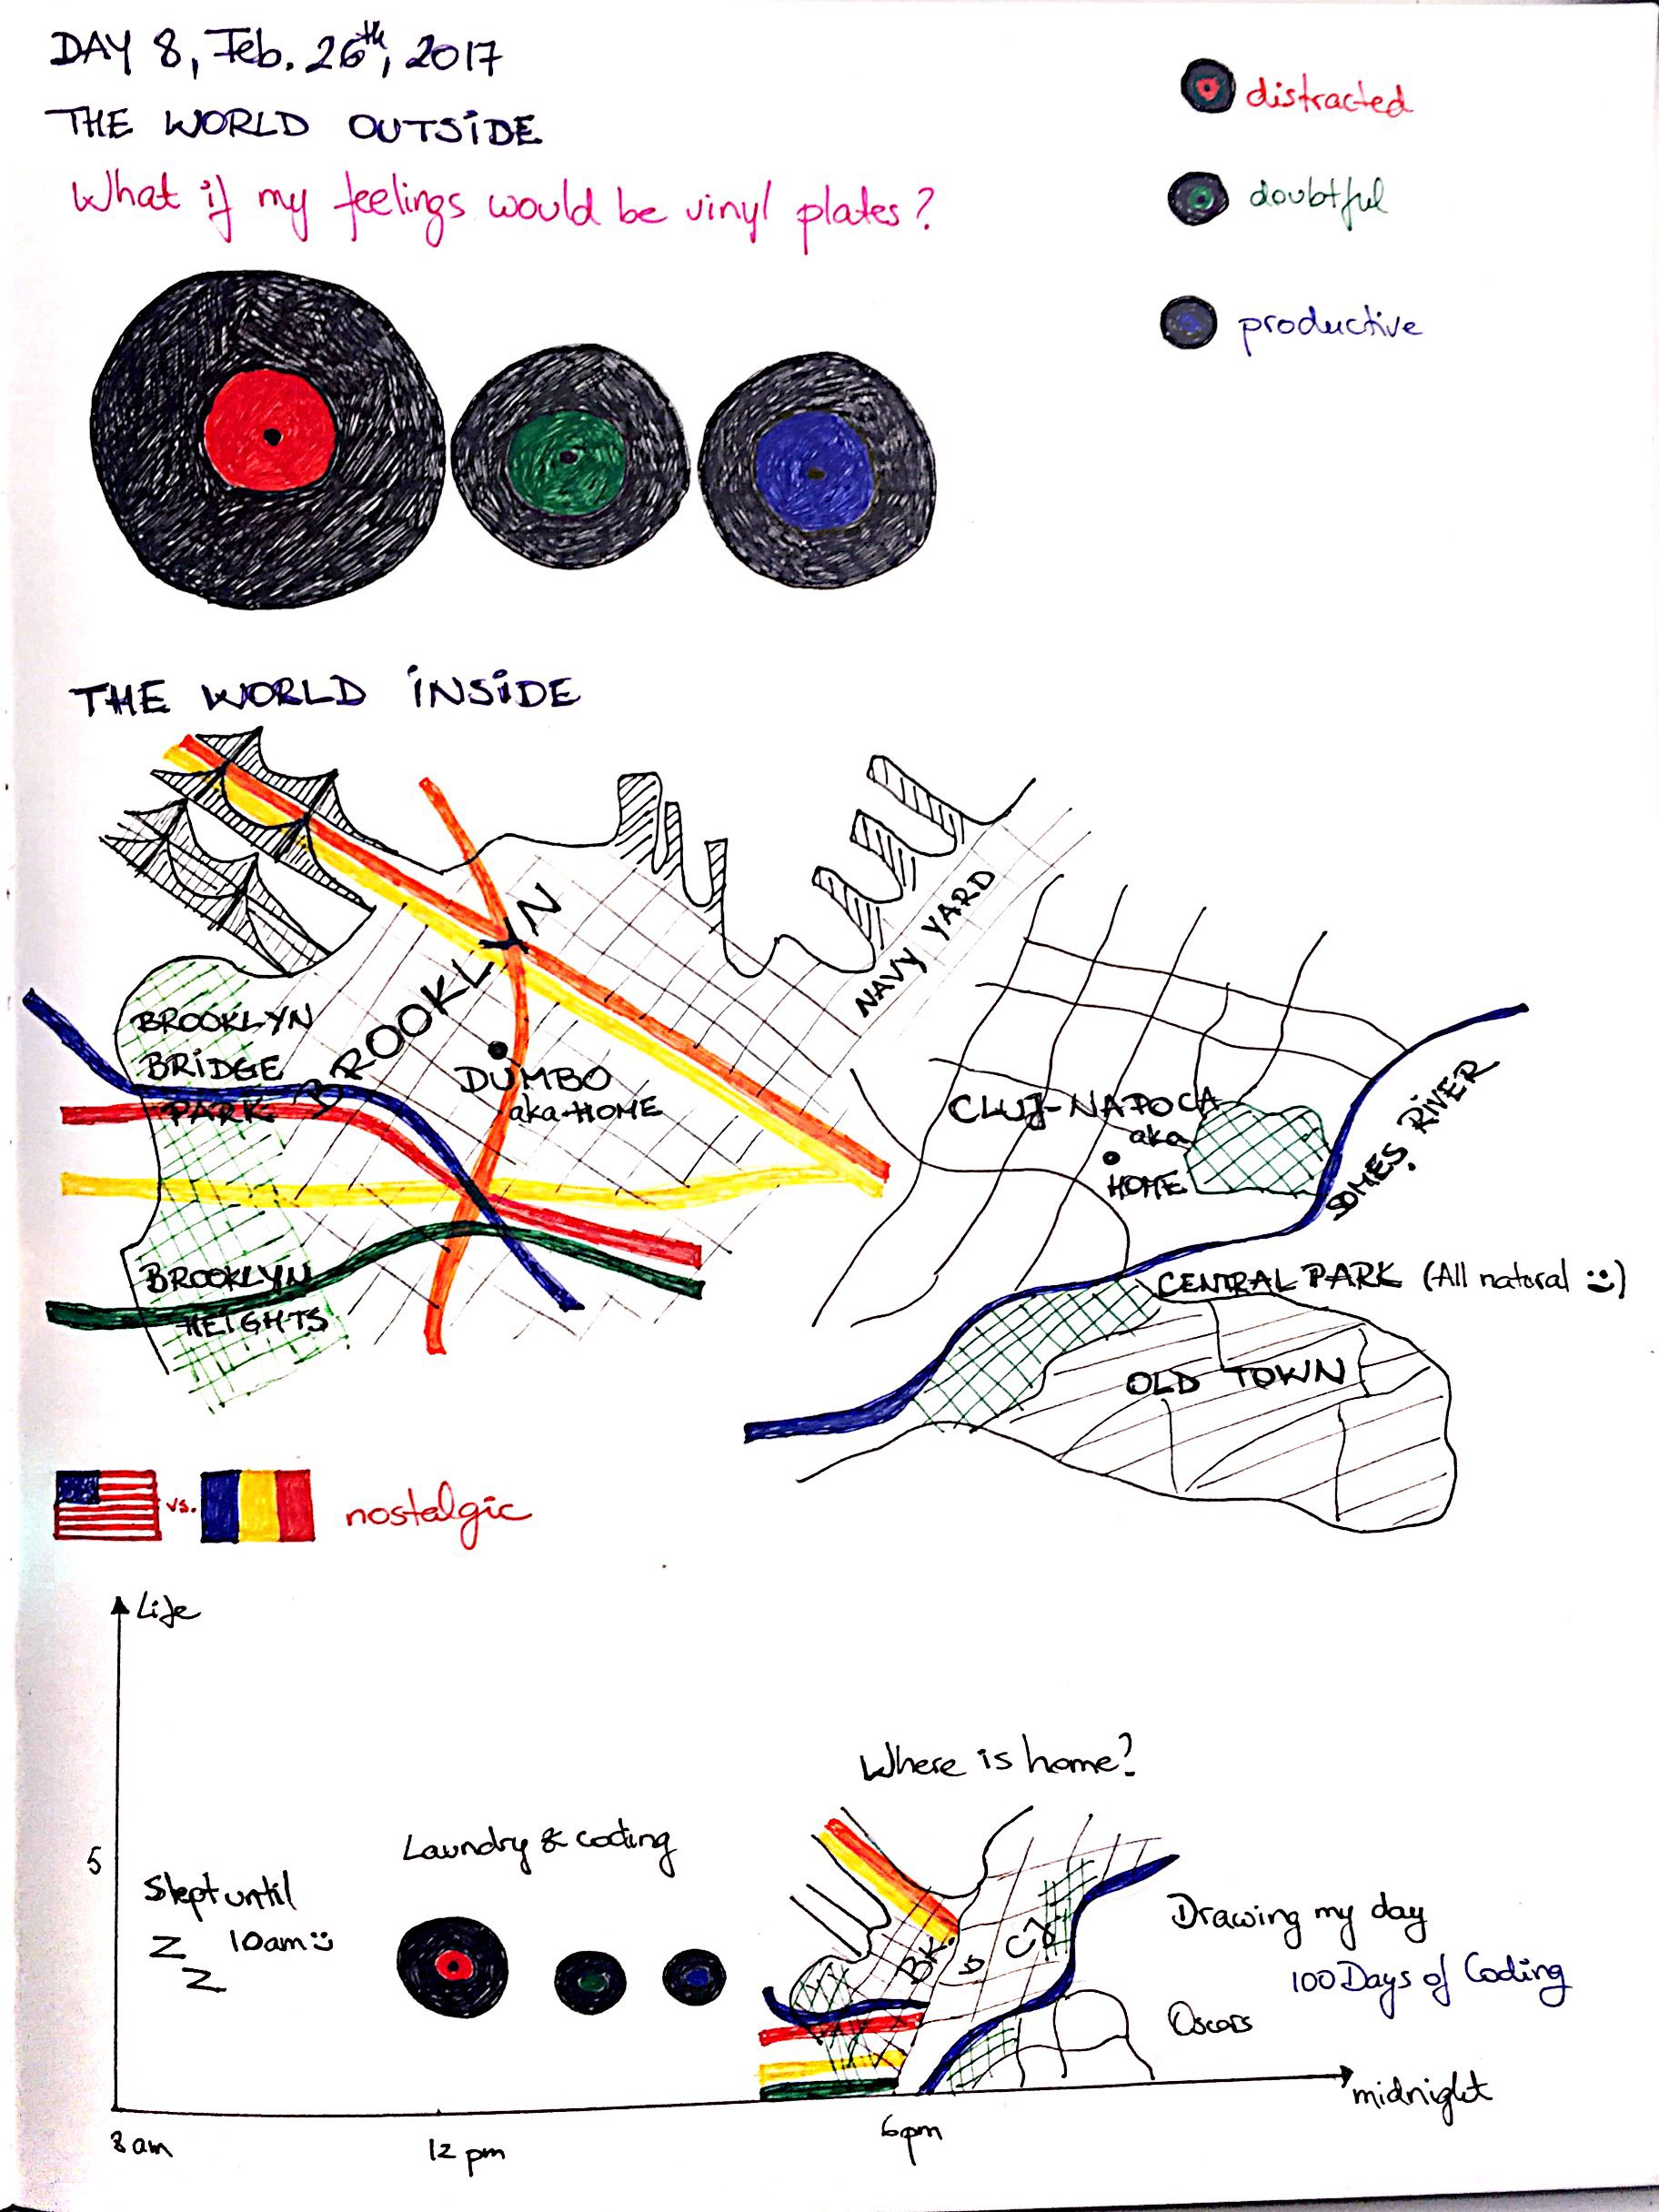 DAY 8, Feb. 26th, 2017
THE WORLD OUTSiDE
What if my feelings would be vinyl plates?
distracted
doubtful
productive
THE WORLD iNSiDE
BROOKLYN
NAVY YARD
BROOKLYN
BRiDGE
PARK
DUMBO
aka HOME
BROOKLYN
HEiGHTS
CLUJ-NAPOCA
aka
HOME
SOMEȘ RiVER
CENTRAL PARK (All natural :))
OLD TOWN
vs.
nostalgic
Life
Where is home?
Laundry & coding
5
Slept until
10am :)
Z
Z
BK.
CJ
Drawing my day
100 Days of Coding
Oscars
midnight
8 am
12 pm
6pm